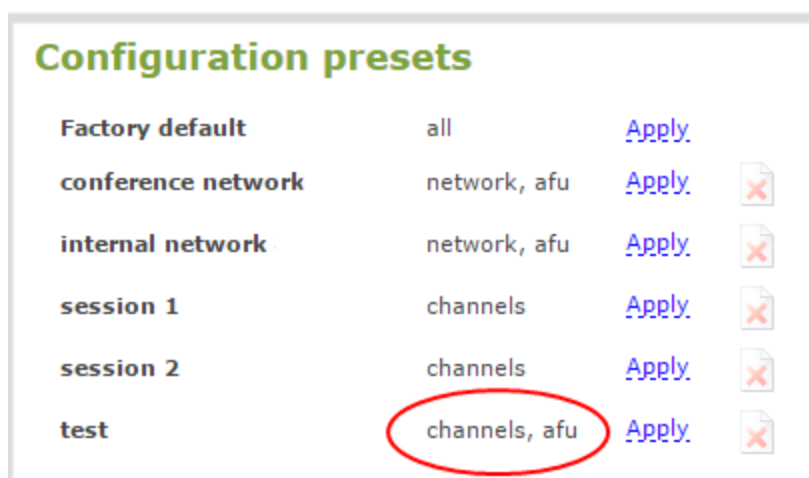 Configuration presets
Factory default all Apply
conference network network, afu Apply
internal network network, afu Apply
session 1 channels Apply
session 2 channels Apply
test channels, afu Apply